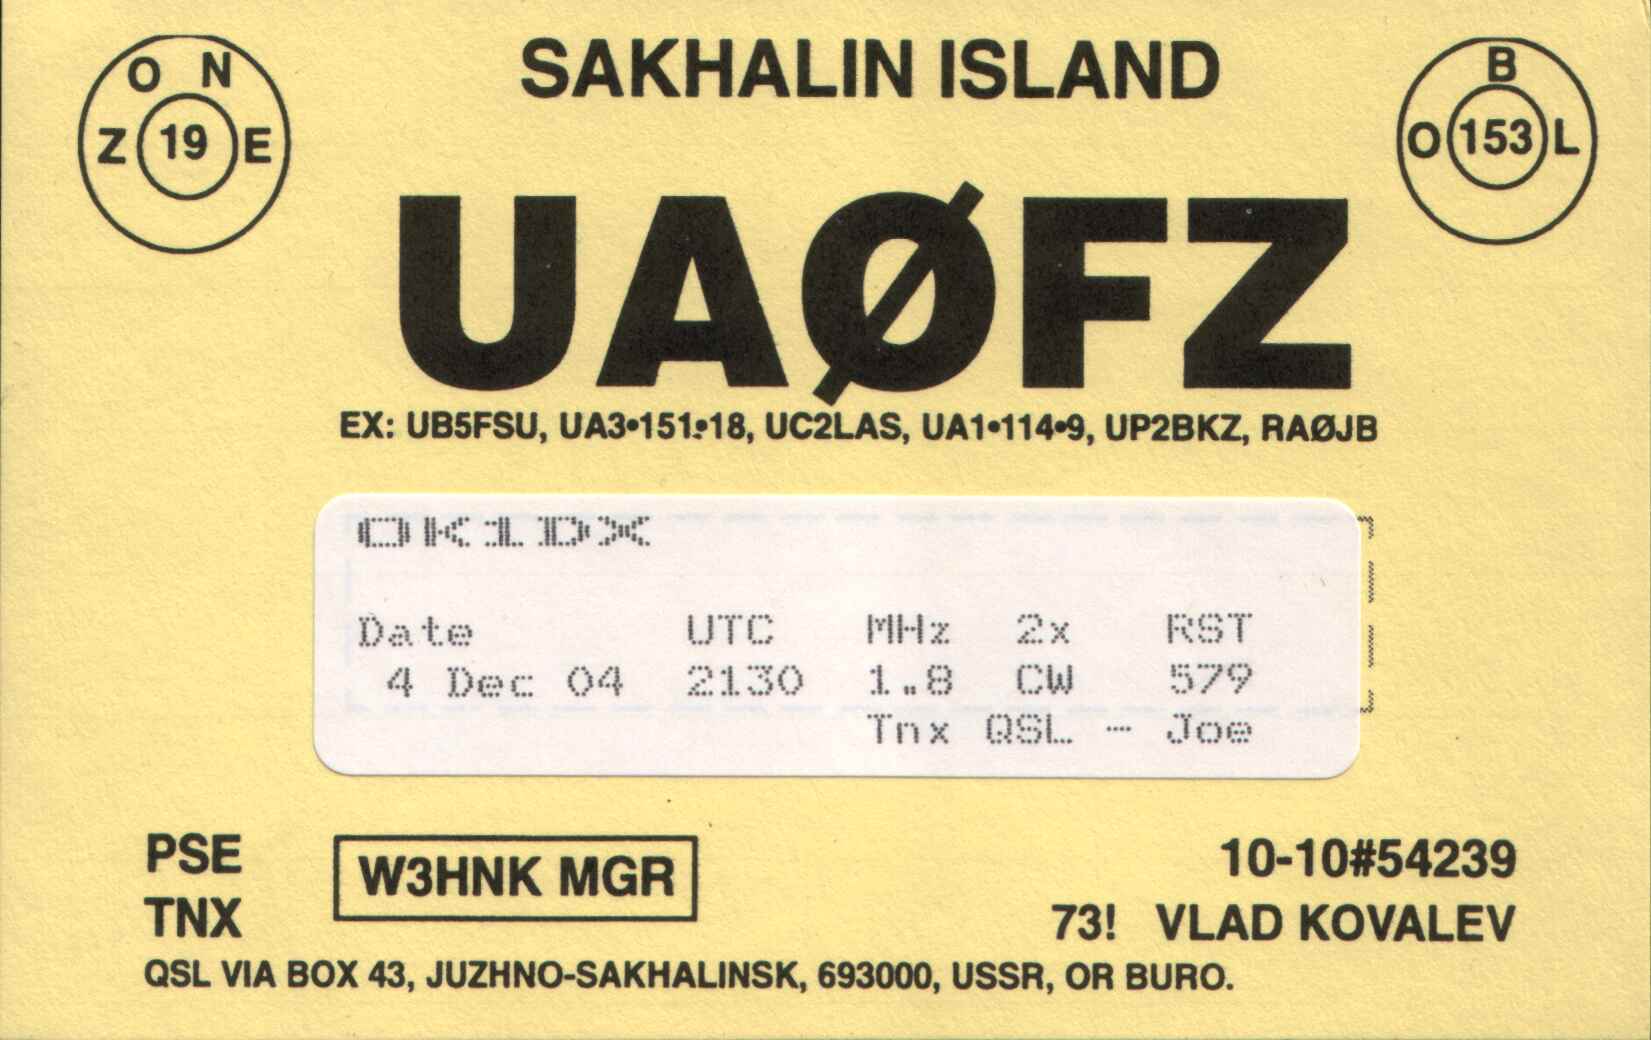 SAKHALIN ISLAND
ZONE 19
OBL 153
UAØFZ
EX: UB5FSU, UA3•151•18, UC2LAS, UA1•114•9, UP2BKZ, RAØJB
OK1DX
Date UTC MHz 2x RST
4 Dec 04 2130 1.8 CW 579
Tnx QSL - Joe
PSE
TNX
W3HNK MGR
10-10#54239
73! VLAD KOVALEV
QSL VIA BOX 43, JUZHNO-SAKHALINSK, 693000, USSR, OR BURO.